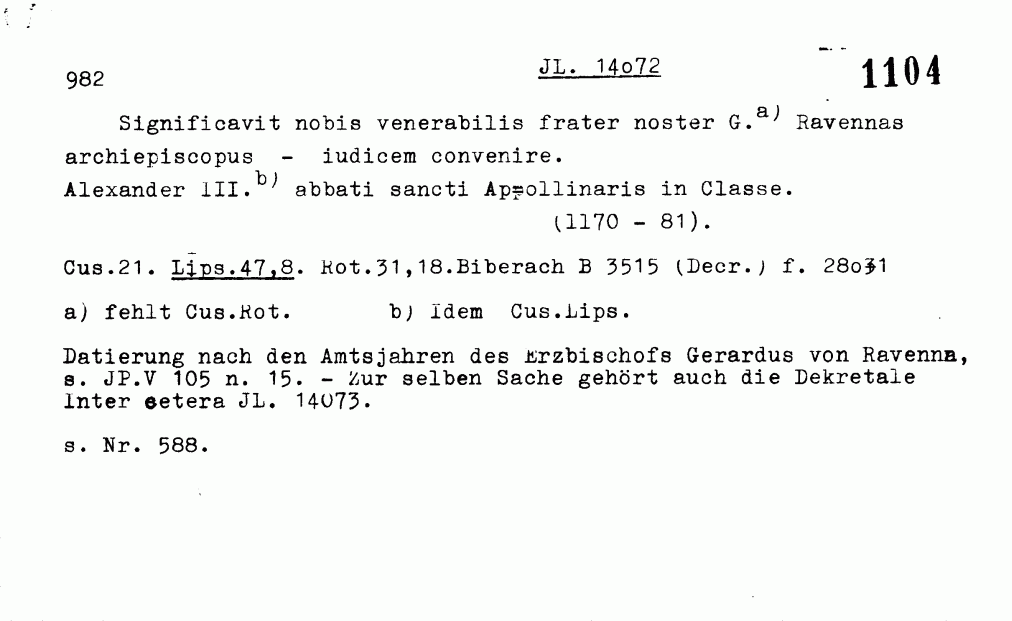 982 JL. 14o72 1104
Significavit nobis venerabilis frater noster G.a) Ravennas
archiepiscopus - iudicem convenire.
Alexander III.b) abbati sancti Appollinaris in Classe.
(1170 - 81).
Cus.21. Lips.47,8. Rot.31,18.Biberach B 3515 (Decr.) f. 28o
a) fehlt Cus.Rot. b) Idem Cus.Lips.
Datierung nach den Amtsjahren des Erzbischofs Gerardus von Ravenna,
s. JP.V 105 n. 15. - Zur selben Sache gehört auch die Dekretale
Inter cetera JL. 14073.
s. Nr. 588.